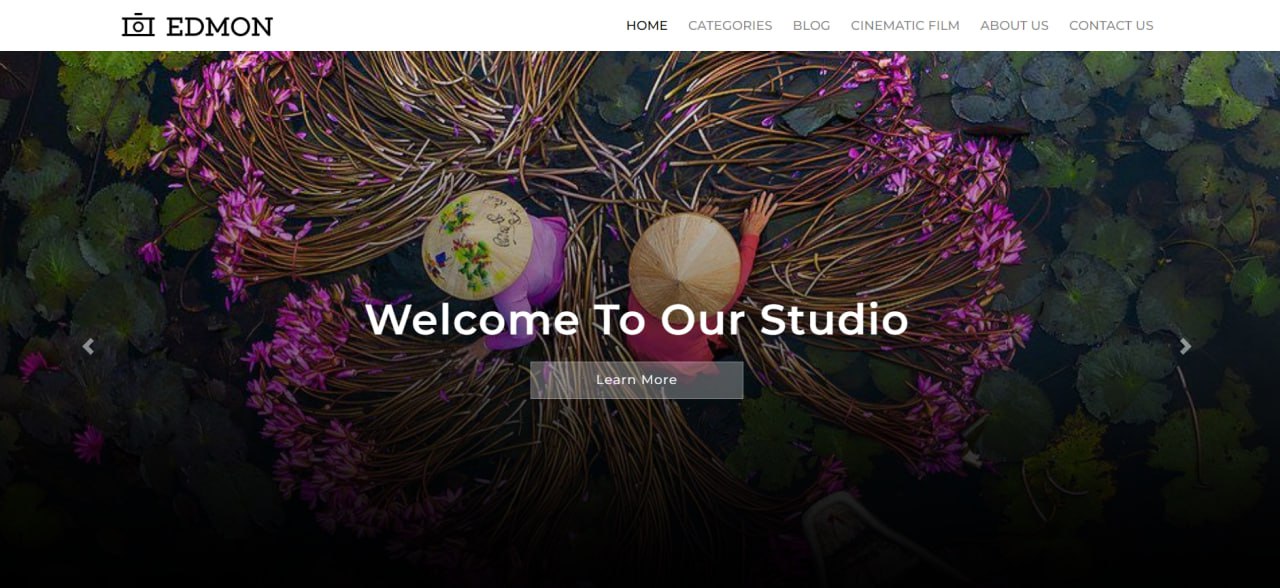 EDMON
HOME CATEGORIES BLOG CINEMATIC FILM ABOUT US CONTACT US
Welcome To Our Studio
Learn More